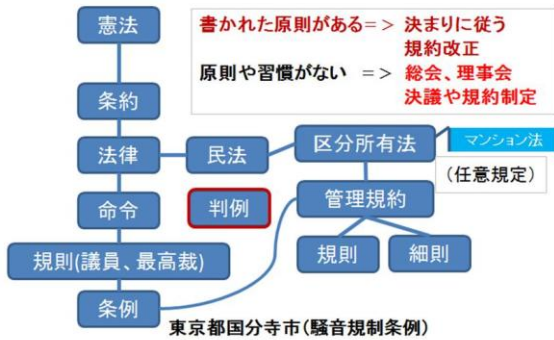 憲法
書かれた原則がある=> 決まりに従う
規約改正
原則や習慣がない => 総会、理事会
決議や規約制定
条約
法律
民法
区分所有法
マンション法
(任意規定)
命令
判例
管理規約
規則(議員、最高裁)
規則
細則
条例
東京都国分寺市(騒音規制条例)